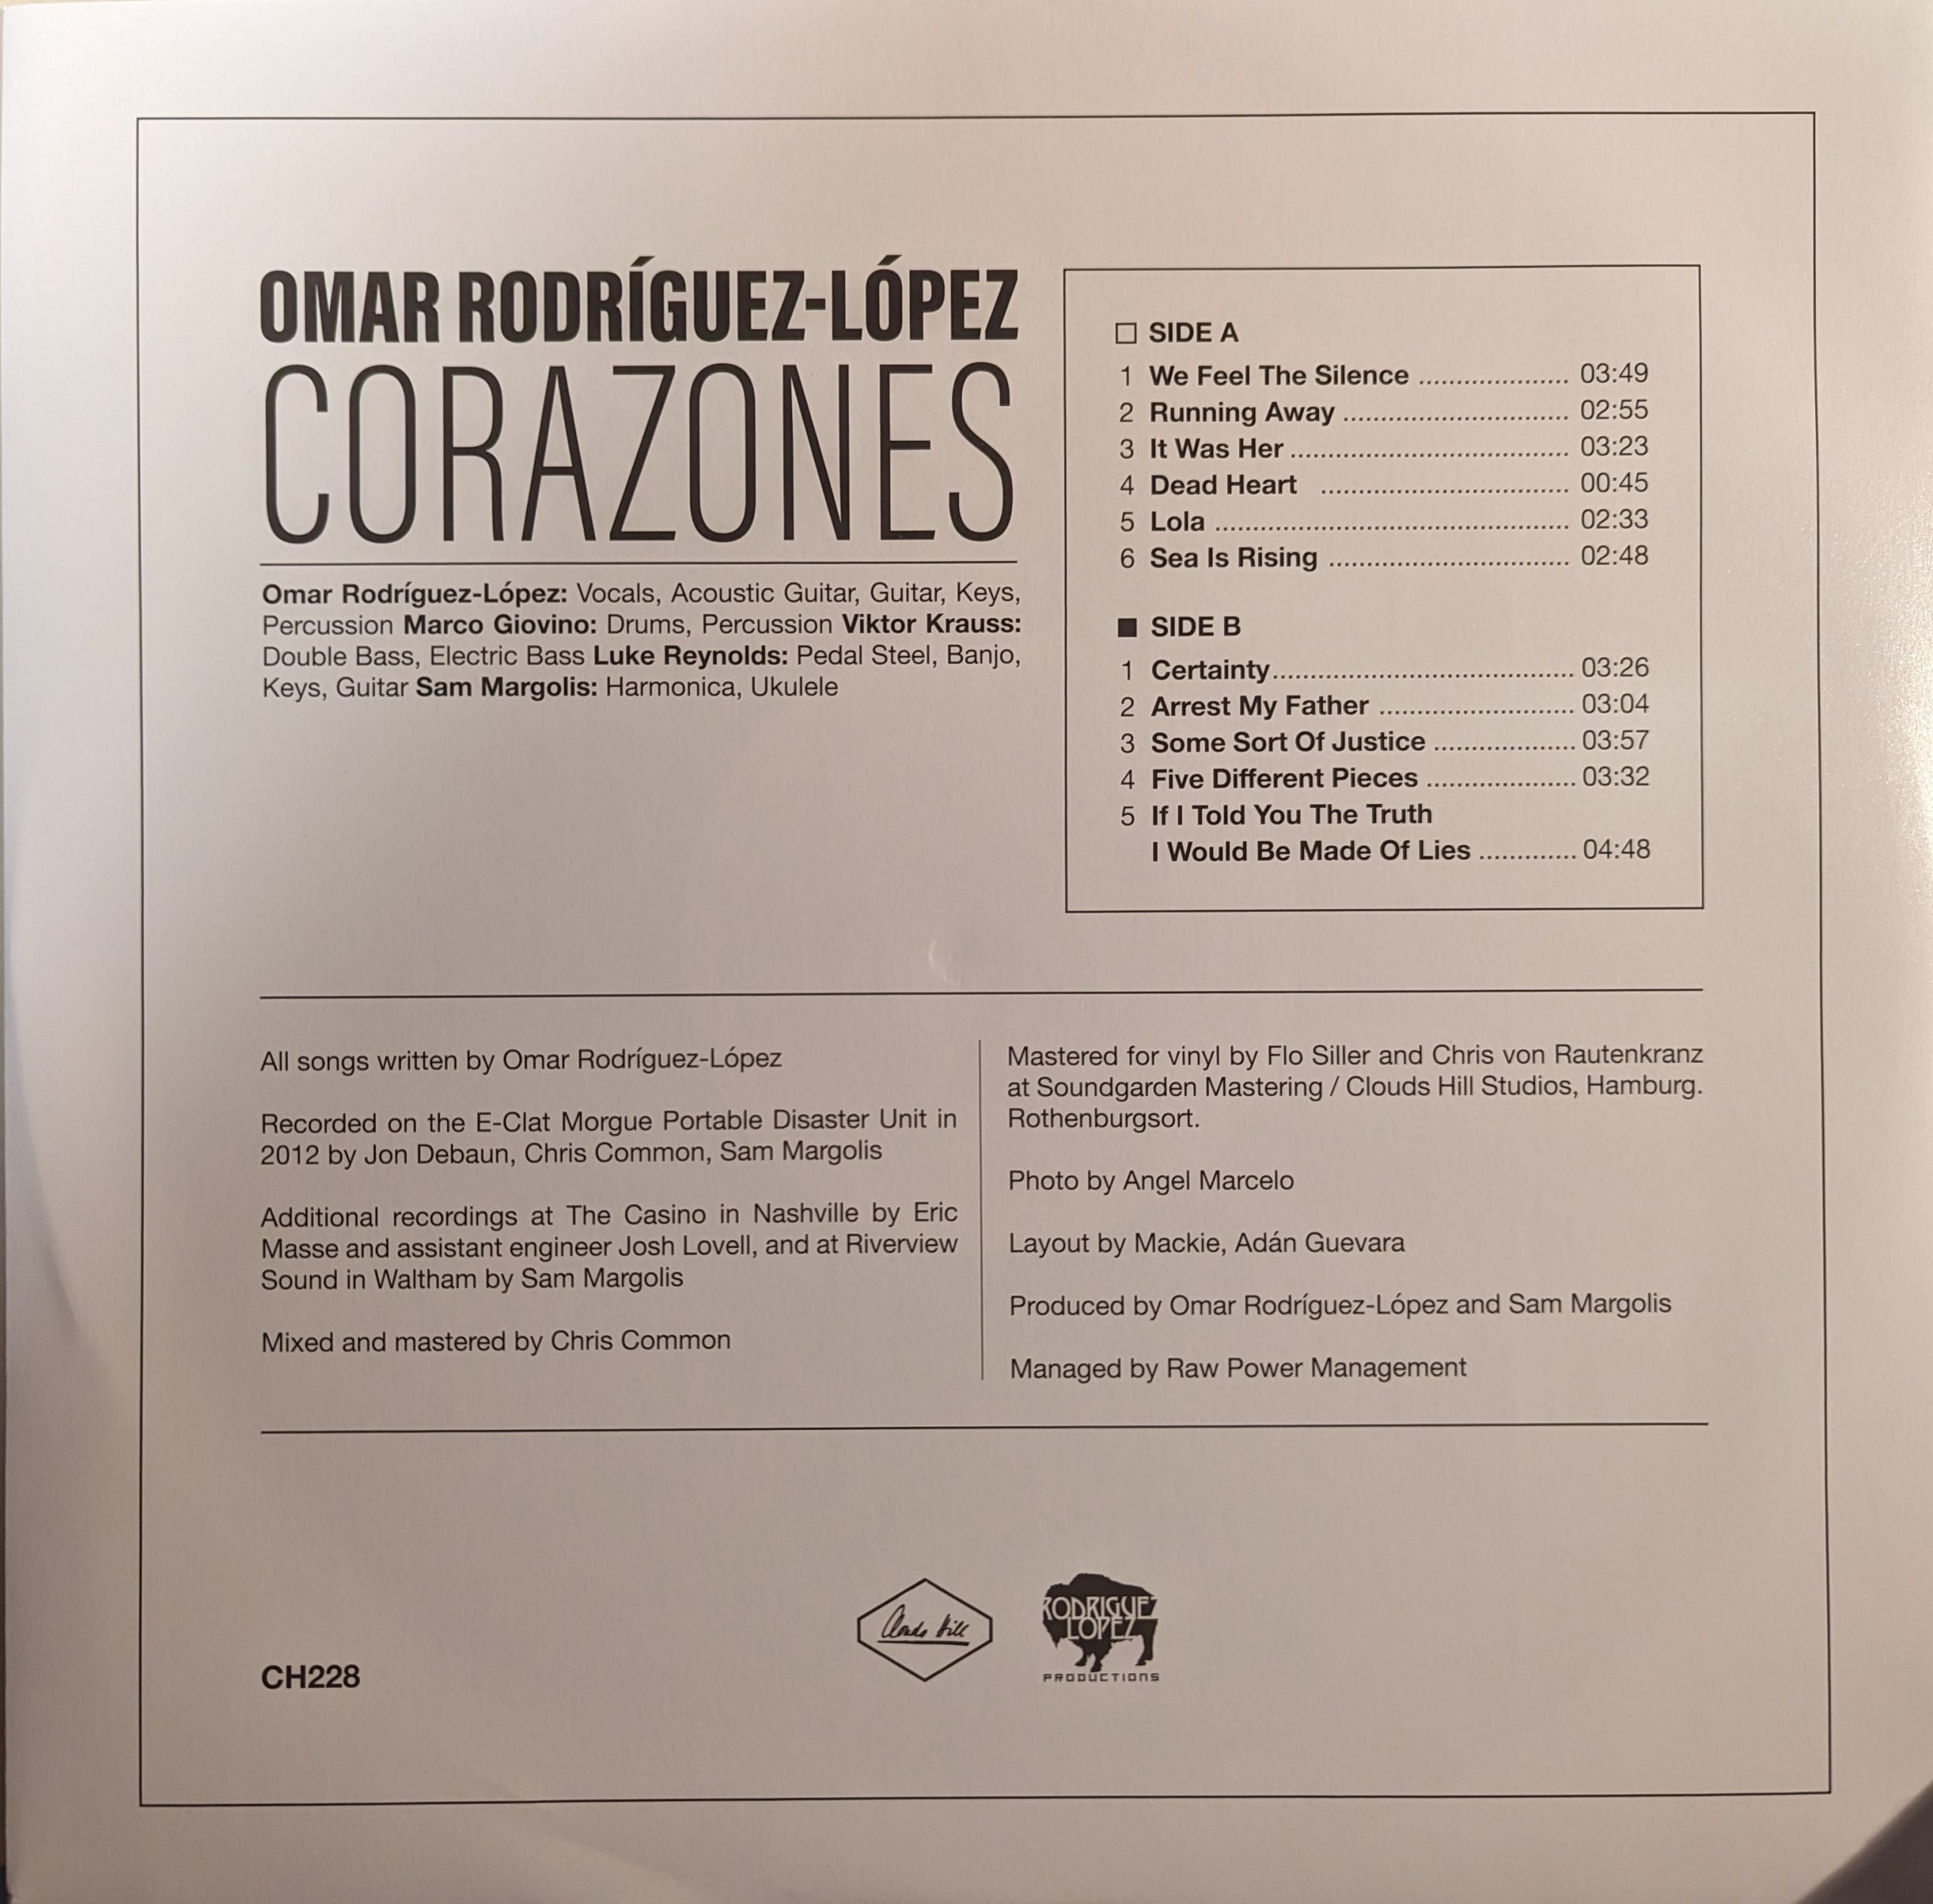 OMAR RODRÍGUEZ-LÓPEZ
CORAZONES
Omar Rodríguez-López: Vocals, Acoustic Guitar, Guitar, Keys,
Percussion Marco Giovino: Drums, Percussion Viktor Krauss:
Double Bass, Electric Bass Luke Reynolds: Pedal Steel, Banjo,
Keys, Guitar Sam Margolis: Harmonica, Ukulele
SIDE A
1 We Feel The Silence .................... 03:49
2 Running Away .............................. 02:55
3 It Was Her ..................................... 03:23
4 Dead Heart ................................. 00:45
5 Lola ............................................... 02:33
6 Sea Is Rising ................................ 02:48
SIDE B
1 Certainty........................................ 03:26
2 Arrest My Father .......................... 03:04
3 Some Sort Of Justice ................... 03:57
4 Five Different Pieces .................... 03:32
5 If I Told You The Truth
I Would Be Made Of Lies ............. 04:48
All songs written by Omar Rodríguez-López
Recorded on the E-Clat Morgue Portable Disaster Unit in
2012 by Jon Debaun, Chris Common, Sam Margolis
Additional recordings at The Casino in Nashville by Eric
Masse and assistant engineer Josh Lovell, and at Riverview
Sound in Waltham by Sam Margolis
Mixed and mastered by Chris Common
Mastered for vinyl by Flo Siller and Chris von Rautenkranz
at Soundgarden Mastering / Clouds Hill Studios, Hamburg.
Rothenburgsort.
Photo by Angel Marcelo
Layout by Mackie, Adán Guevara
Produced by Omar Rodríguez-López and Sam Margolis
Managed by Raw Power Management
Clouds Hill
RODRIGUEZ
LOPEZ
PRODUCTIONS
CH228